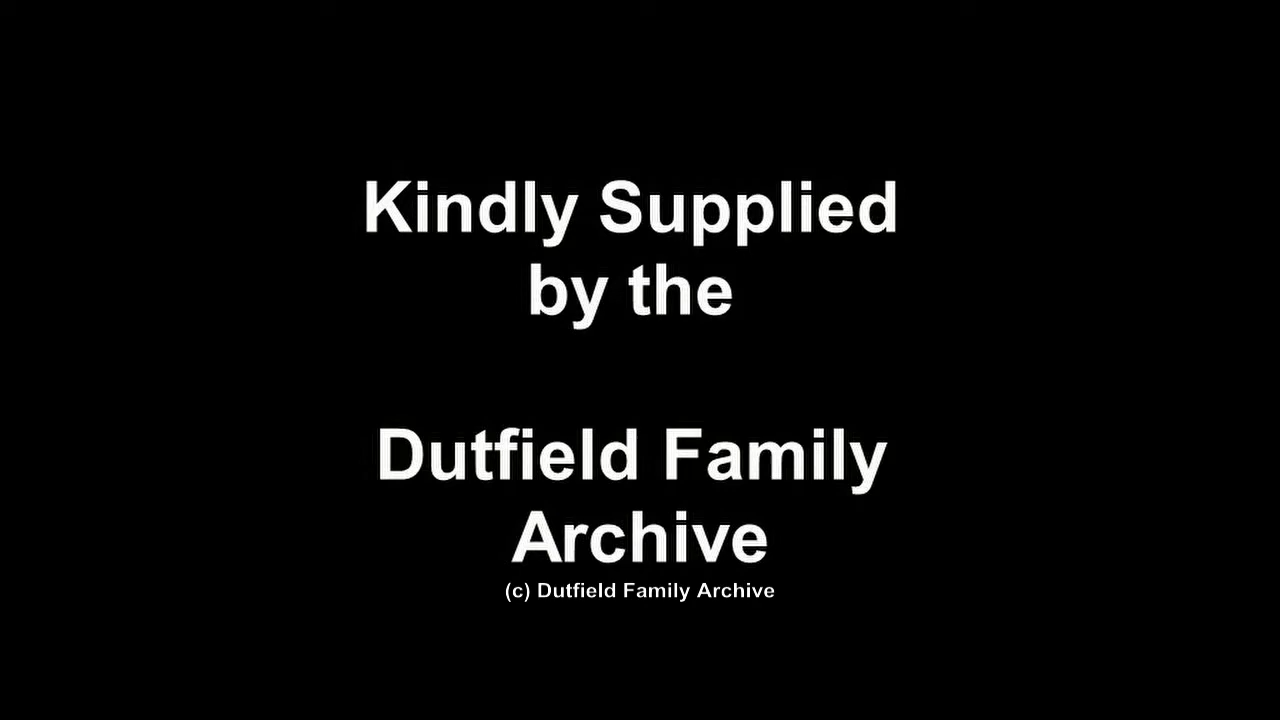 Kindly Supplied
by the
Dutfield Family
Archive
(c) Dutfield Family Archive